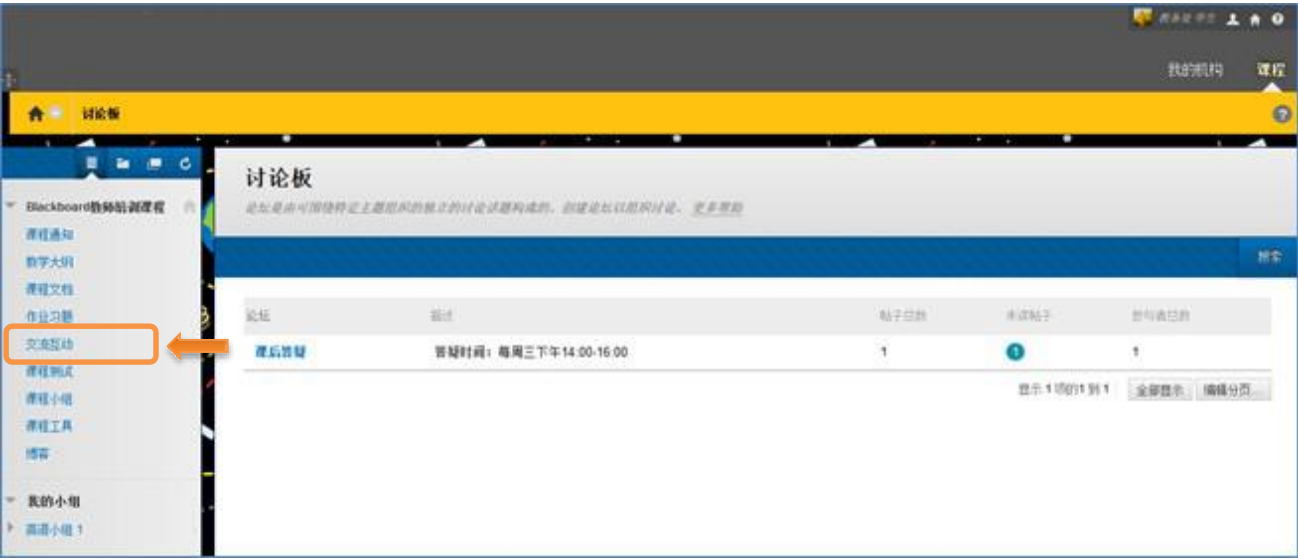 我的机构 课程
讨论板
讨论板
论坛是由可围绕特定主题组织的独立的讨论话题构成的。创建论坛以组织讨论。 更多帮助
搜索
Blackboard教师培训课程
课程通知
教学大纲
课程文档
作业习题
交流互动
课程测试
课程小组
课程工具
博客
我的小组
英语小组 1
论坛 描述 帖子总数 未读帖子 参与者总数
课后答疑 答疑时间：每周三下午14:00-16:00 1 1 1
显示 1 项的1 到 1 全部显示 编辑分页...